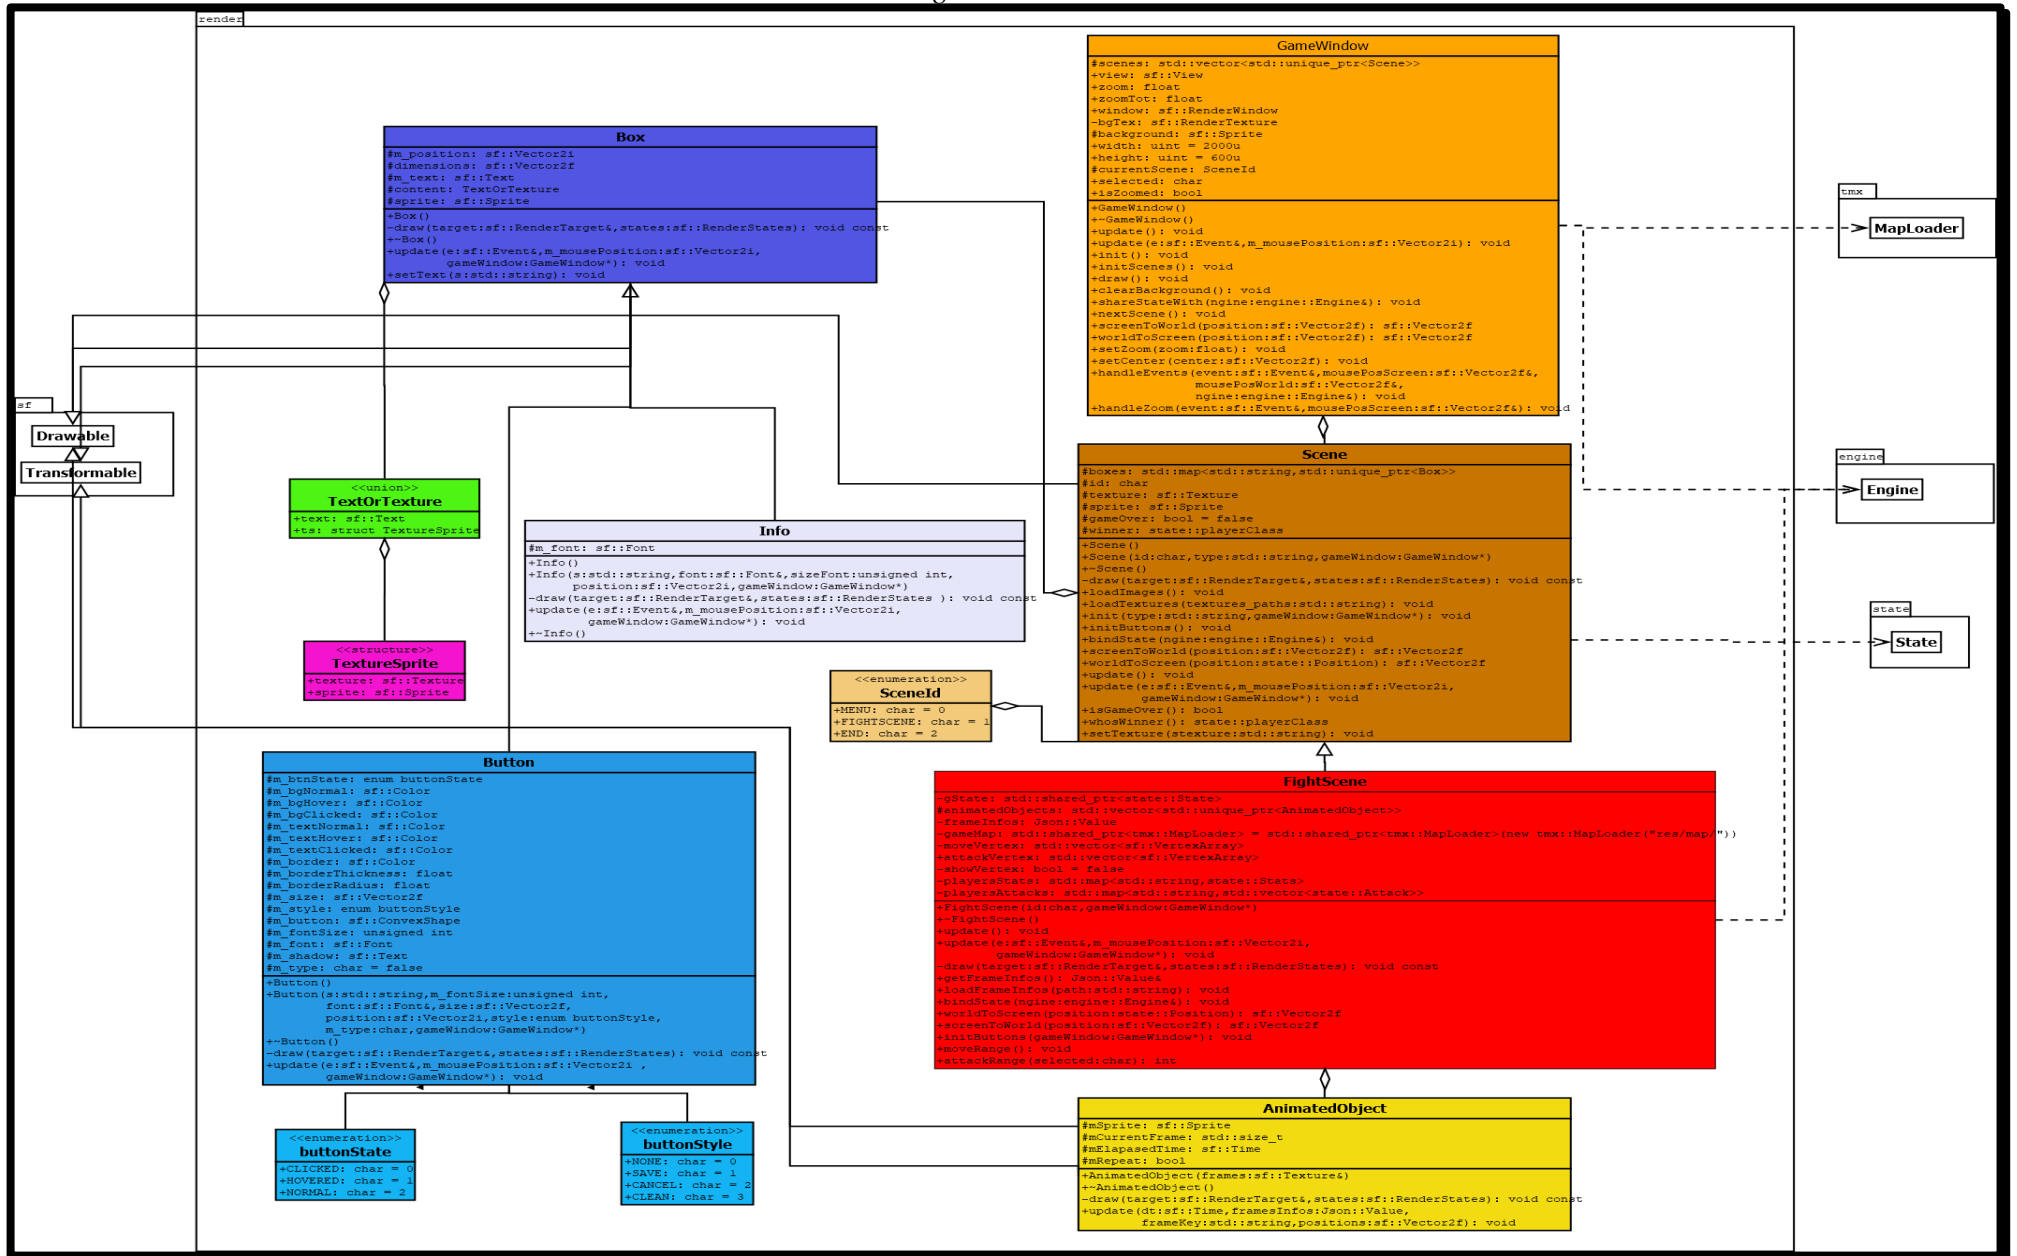 render
GameWindow
#scenes: std::vector<std::unique_ptr<Scene>>
+view: sf::View
+zoom: float
+zoomTot: float
+window: sf::RenderWindow
-bgTex: sf::RenderTexture
#background: sf::Sprite
+width: uint = 2000u
+height: uint = 600u
#currentScene: SceneId
+selected: char
+isZoomed: bool
+GameWindow()
+~GameWindow()
+update(): void
+update(e:sf::Event&,m_mousePosition:sf::Vector2i): void
+init(): void
+initScenes(): void
+draw(): void
+clearBackground(): void
+shareStateWith(ngine:engine::Engine&): void
+nextScene(): void
+screenToWorld(position:sf::Vector2f): sf::Vector2f
+worldToScreen(position:sf::Vector2f): sf::Vector2f
+setZoom(zoom:float): void
+setCenter(center:sf::Vector2f): void
+handleEvents(event:sf::Event&,mousePosScreen:sf::Vector2f&,
mousePosWorld:sf::Vector2f&,
ngine:engine::Engine&): void
+handleZoom(event:sf::Event&,mousePosScreen:sf::Vector2f&): void
Box
#m_position: sf::Vector2i
#dimensions: sf::Vector2f
#m_text: sf::Text
#content: TextOrTexture
#sprite: sf::Sprite
+Box()
-draw(target:sf::RenderTarget&,states:sf::RenderStates): void const
+~Box()
+update(e:sf::Event&,m_mousePosition:sf::Vector2i,
gameWindow:GameWindow*): void
+setText(s:std::string): void
tmx
MapLoader
sf
Drawable
Transformable
<<union>>
TextOrTexture
+text: sf::Text
+ts: struct TextureSprite
Info
#m_font: sf::Font
+Info()
+Info(s:std::string,font:sf::Font&,sizeFont:unsigned int,
position:sf::Vector2i,gameWindow:GameWindow*)
-draw(target:sf::RenderTarget&,states:sf::RenderStates ): void const
+update(e:sf::Event&,m_mousePosition:sf::Vector2i,
gameWindow:GameWindow*): void
+~Info()
Scene
#boxes: std::map<std::string,std::unique_ptr<Box>>
#id: char
#texture: sf::Texture
#sprite: sf::Sprite
#gameOver: bool = false
#winner: state::playerClass
+Scene()
+Scene(id:char,type:std::string,gameWindow:GameWindow*)
+~Scene()
-draw(target:sf::RenderTarget&,states:sf::RenderStates): void const
+loadImages(): void
+loadTextures(textures_paths:std::string): void
+init(type:std::string,gameWindow:GameWindow*): void
+initButtons(): void
+bindState(ngine:engine::Engine&): void
+screenToWorld(position:sf::Vector2f): sf::Vector2f
+worldToScreen(position:state::Position): sf::Vector2f
+update(): void
+update(e:sf::Event&,m_mousePosition:sf::Vector2i,
gameWindow:GameWindow*): void
+isGameOver(): bool
+whosWinner(): state::playerClass
+setTexture(stexture:std::string): void
engine
Engine
state
State
<<structure>>
TextureSprite
+texture: sf::Texture
+sprite: sf::Sprite
<<enumeration>>
SceneId
+MENU: char = 0
+FIGHTSCENE: char = 1
+END: char = 2
Button
#m_btnState: enum buttonState
#m_bgNormal: sf::Color
#m_bgHover: sf::Color
#m_bgClicked: sf::Color
#m_textNormal: sf::Color
#m_textHover: sf::Color
#m_textClicked: sf::Color
#m_border: sf::Color
#m_borderThickness: float
#m_borderRadius: float
#m_size: sf::Vector2f
#m_style: enum buttonStyle
#m_button: sf::ConvexShape
#m_fontSize: unsigned int
#m_font: sf::Font
#m_shadow: sf::Text
#m_type: char = false
+Button()
+Button(s:std::string,m_fontSize:unsigned int,
font:sf::Font&,size:sf::Vector2f,
position:sf::Vector2i,style:enum buttonStyle,
m_type:char,gameWindow:GameWindow*)
+~Button()
-draw(target:sf::RenderTarget&,states:sf::RenderStates): void const
+update(e:sf::Event&,m_mousePosition:sf::Vector2i ,
gameWindow:GameWindow*): void
FightScene
-gState: std::shared_ptr<state::State>
#animatedObjects: std::vector<std::unique_ptr<AnimatedObject>>
-frameInfos: Json::Value
-gameMap: std::shared_ptr<tmx::MapLoader> = std::shared_ptr<tmx::MapLoader>(new tmx::MapLoader("res/map/"))
-moveVertex: std::vector<sf::VertexArray>
+attackVertex: std::vector<sf::VertexArray>
-showVertex: bool = false
-playersStats: std::map<std::string,state::Stats>
-playersAttacks: std::map<std::string,std::vector<state::Attack>>
+FightScene(id:char,gameWindow:GameWindow*)
+~FightScene()
+update(): void
+update(e:sf::Event&,m_mousePosition:sf::Vector2i,
gameWindow:GameWindow*): void
-draw(target:sf::RenderTarget&,states:sf::RenderStates): void const
+getFrameInfos(): Json::Value&
+loadFrameInfos(path:std::string): void
+bindState(ngine:engine::Engine&): void
+worldToScreen(position:state::Position): sf::Vector2f
+screenToWorld(position:sf::Vector2f): sf::Vector2f
+initButtons(gameWindow:GameWindow*): void
+moveRange(): void
+attackRange(selected:char): int
<<enumeration>>
buttonState
+CLICKED: char = 0
+HOVERED: char = 1
+NORMAL: char = 2
<<enumeration>>
buttonStyle
+NONE: char = 0
+SAVE: char = 1
+CANCEL: char = 2
+CLEAN: char = 3
AnimatedObject
#mSprite: sf::Sprite
#mCurrentFrame: std::size_t
#mElapasedTime: sf::Time
#mRepeat: bool
+AnimatedObject(frames:sf::Texture&)
+~AnimatedObject()
-draw(target:sf::RenderTarget&,states:sf::RenderStates): void const
+update(dt:sf::Time,framesInfos:Json::Value,
frameKey:std::string,positions:sf::Vector2f): void